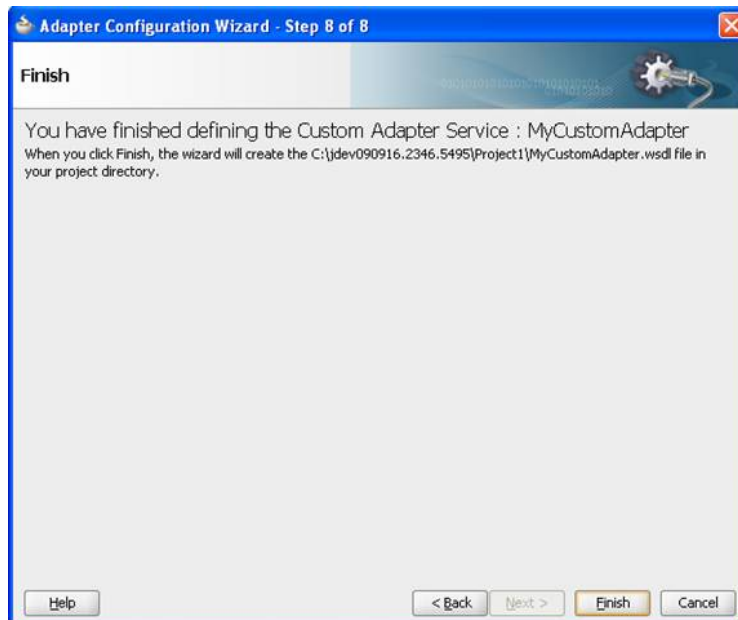 Adapter Configuration Wizard - Step 8 of 8
Finish
You have finished defining the Custom Adapter Service : MyCustomAdapter
When you click Finish, the wizard will create the C:\jdev090916.2346.5495\Project1\MyCustomAdapter.wsdl file in
your project directory.
Help
< Back
Next >
Finish
Cancel